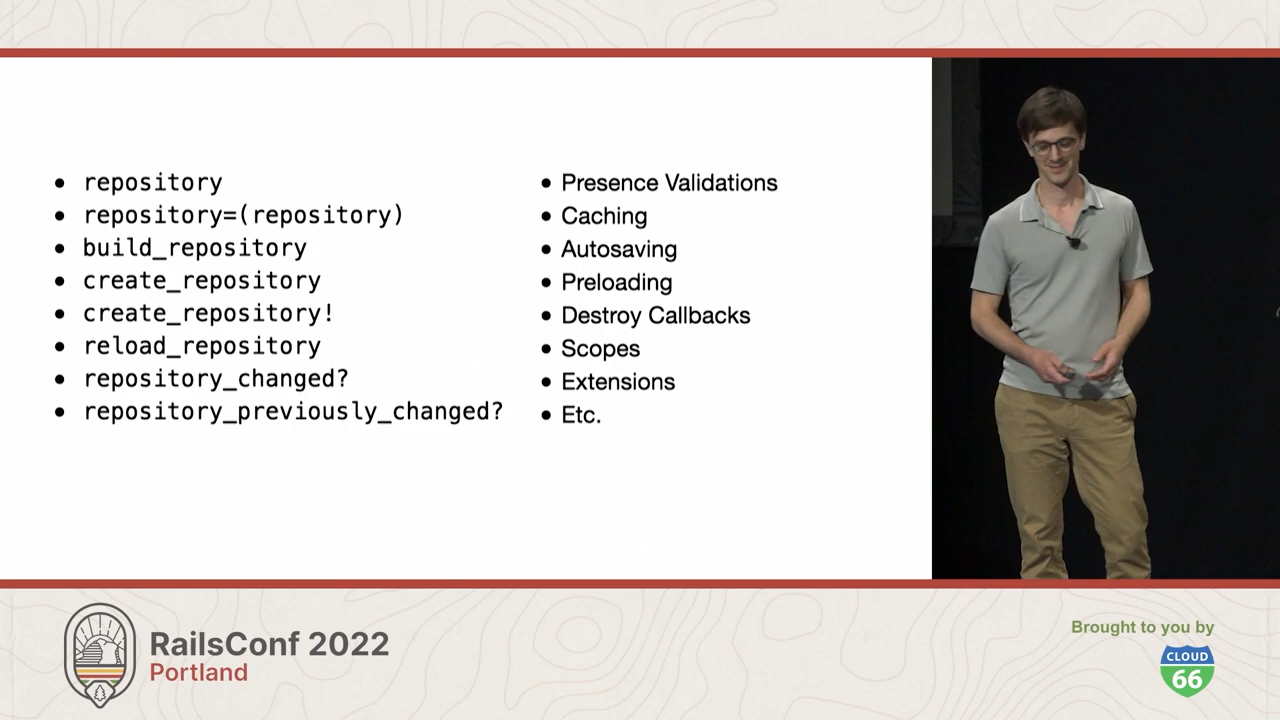 • repository
• repository=(repository)
• build_repository
• create_repository
• create_repository!
• reload_repository
• repository_changed?
• repository_previously_changed?
• Presence Validations
• Caching
• Autosaving
• Preloading
• Destroy Callbacks
• Scopes
• Extensions
• Etc.
RailsConf 2022
Portland
Brought to you by
CLOUD
66